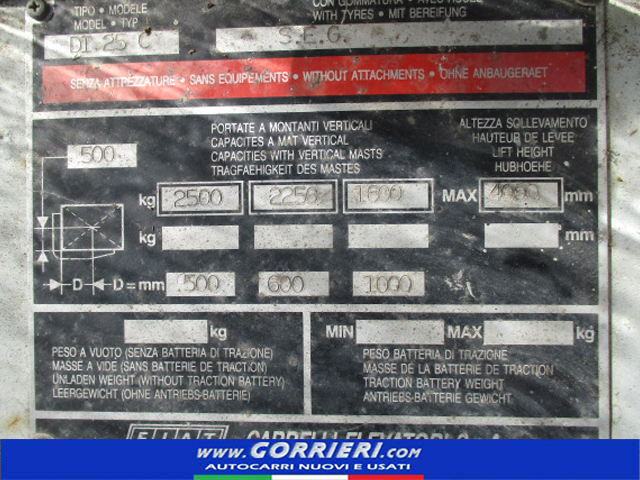 TIPO • MODELE
MODEL • TYP
CON GOMMATURA • AVEC ROUES
WITH TYRES • MIT BEREIFUNG
DI 25 C
S.E.G.
SENZA ATTREZZATURE • SANS EQUIPEMENTS • WITHOUT ATTACHMENTS • OHNE ANBAUGERAET
PORTATE A MONTANTI VERTICALI
CAPACITES A MAT VERTICAL
CAPACITIES WITH VERTICAL MASTS
TRAGFAEHIGKEIT DES MASTES
ALTEZZA SOLLEVAMENTO
HAUTEUR DE LEVEE
LIFT HEIGHT
HUBHOEHE
500
kg 2500 2250 1600 MAX 4000 mm
kg mm
D D = mm 500 600 1000
kg
PESO A VUOTO (SENZA BATTERIA DI TRAZIONE)
MASSE A VIDE (SANS BATTERIE DE TRACTION)
UNLADEN WEIGHT (WITHOUT TRACTION BATTERY)
LEERGEWICHT (OHNE ANTRIEBS-BATTERIE)
MIN MAX kg
PESO BATTERIA DI TRAZIONE
MASSE DE LA BATTERIE DE TRACTION
TRACTION BATTERY WEIGHT
ANTRIEBS-BATTERIE GEWICHT
FIAT
WWW.GORRIERI.COM
AUTOCARRI NUOVI E USATI